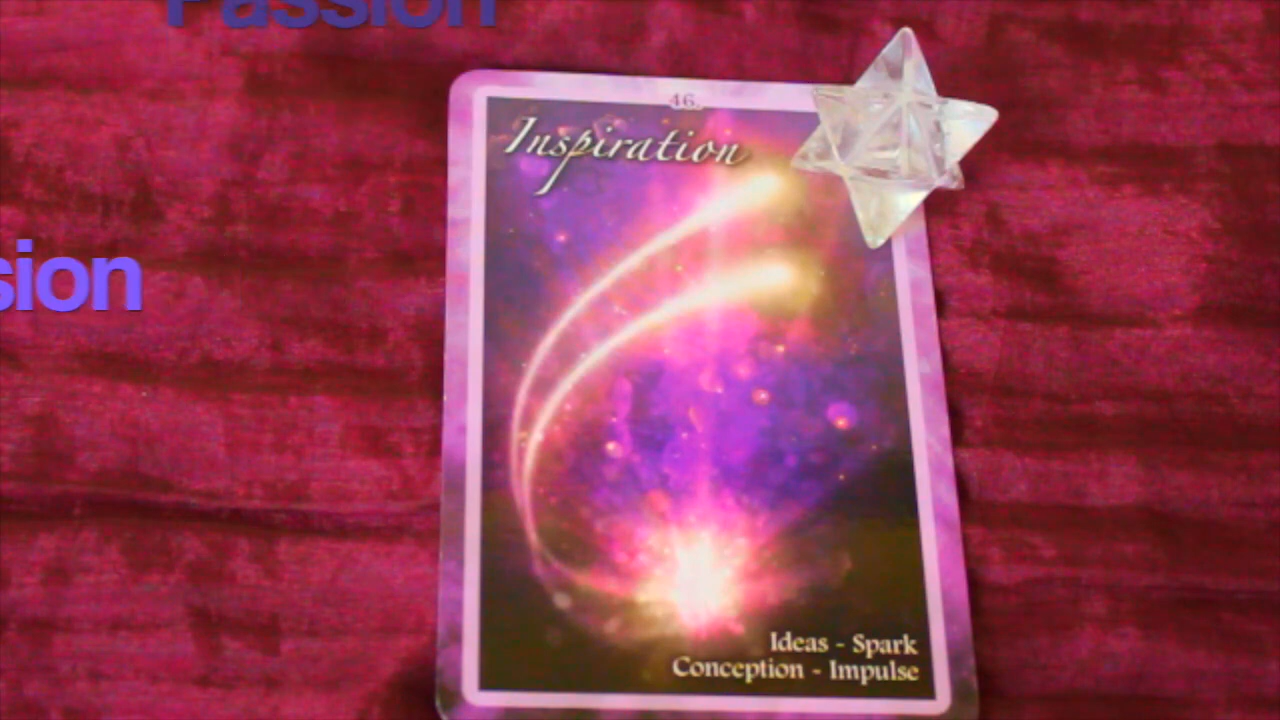 Passion
46.
Inspiration
sion
Ideas - Spark
Conception - Impulse